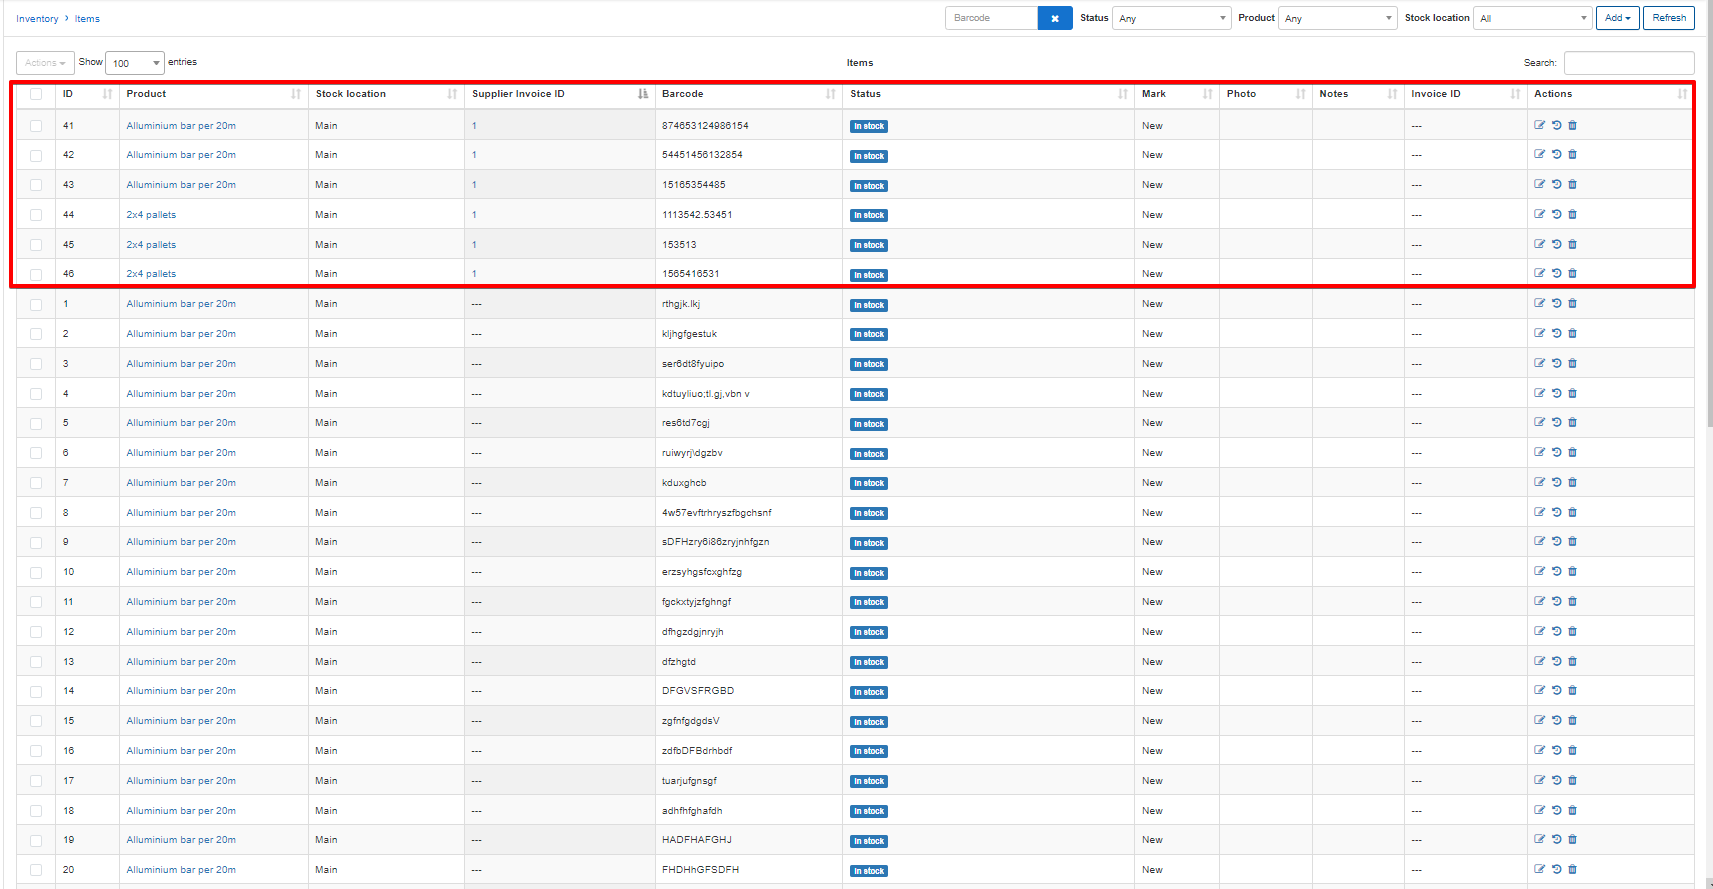 Inventory > Items Barcode Status Any Product Any Stock location All Add Refresh
Actions Show 100 entries Items Search:
ID Product Stock location Supplier Invoice ID Barcode Status Mark Photo Notes Invoice ID Actions
41 Alluminium bar per 20m Main 1 874653124986154 In stock New ---
42 Alluminium bar per 20m Main 1 54451456132854 In stock New ---
43 Alluminium bar per 20m Main 1 15165354485 In stock New ---
44 2x4 pallets Main 1 1113542.53451 In stock New ---
45 2x4 pallets Main 1 153513 In stock New ---
46 2x4 pallets Main 1 1565416531 In stock New ---
1 Alluminium bar per 20m Main --- rthgjk.lkj In stock New ---
2 Alluminium bar per 20m Main --- kljhgfgestuk In stock New ---
3 Alluminium bar per 20m Main --- ser6dt8fyuipo In stock New ---
4 Alluminium bar per 20m Main --- kdtuyliuo;tl.gj,vbn v In stock New ---
5 Alluminium bar per 20m Main --- res6td7cgj In stock New ---
6 Alluminium bar per 20m Main --- ruiwyrj\dgzbv In stock New ---
7 Alluminium bar per 20m Main --- kduxghcb In stock New ---
8 Alluminium bar per 20m Main --- 4w57evftrhryszfbgchsnf In stock New ---
9 Alluminium bar per 20m Main --- sDFHzry6i86zryjnhfgzn In stock New ---
10 Alluminium bar per 20m Main --- erzsyhgsfcxghfzg In stock New ---
11 Alluminium bar per 20m Main --- fgckxtyjzfghngf In stock New ---
12 Alluminium bar per 20m Main --- dfhgzdgjnryjh In stock New ---
13 Alluminium bar per 20m Main --- dfzhgtd In stock New ---
14 Alluminium bar per 20m Main --- DFGVSFRGBD In stock New ---
15 Alluminium bar per 20m Main --- zgfnfgdgdsV In stock New ---
16 Alluminium bar per 20m Main --- zdfbDFBdrhbdf In stock New ---
17 Alluminium bar per 20m Main --- tuarjufgnsgf In stock New ---
18 Alluminium bar per 20m Main --- adhfhfghafdh In stock New ---
19 Alluminium bar per 20m Main --- HADFHAFGHJ In stock New ---
20 Alluminium bar per 20m Main --- FHDHhGFSDFH In stock New ---